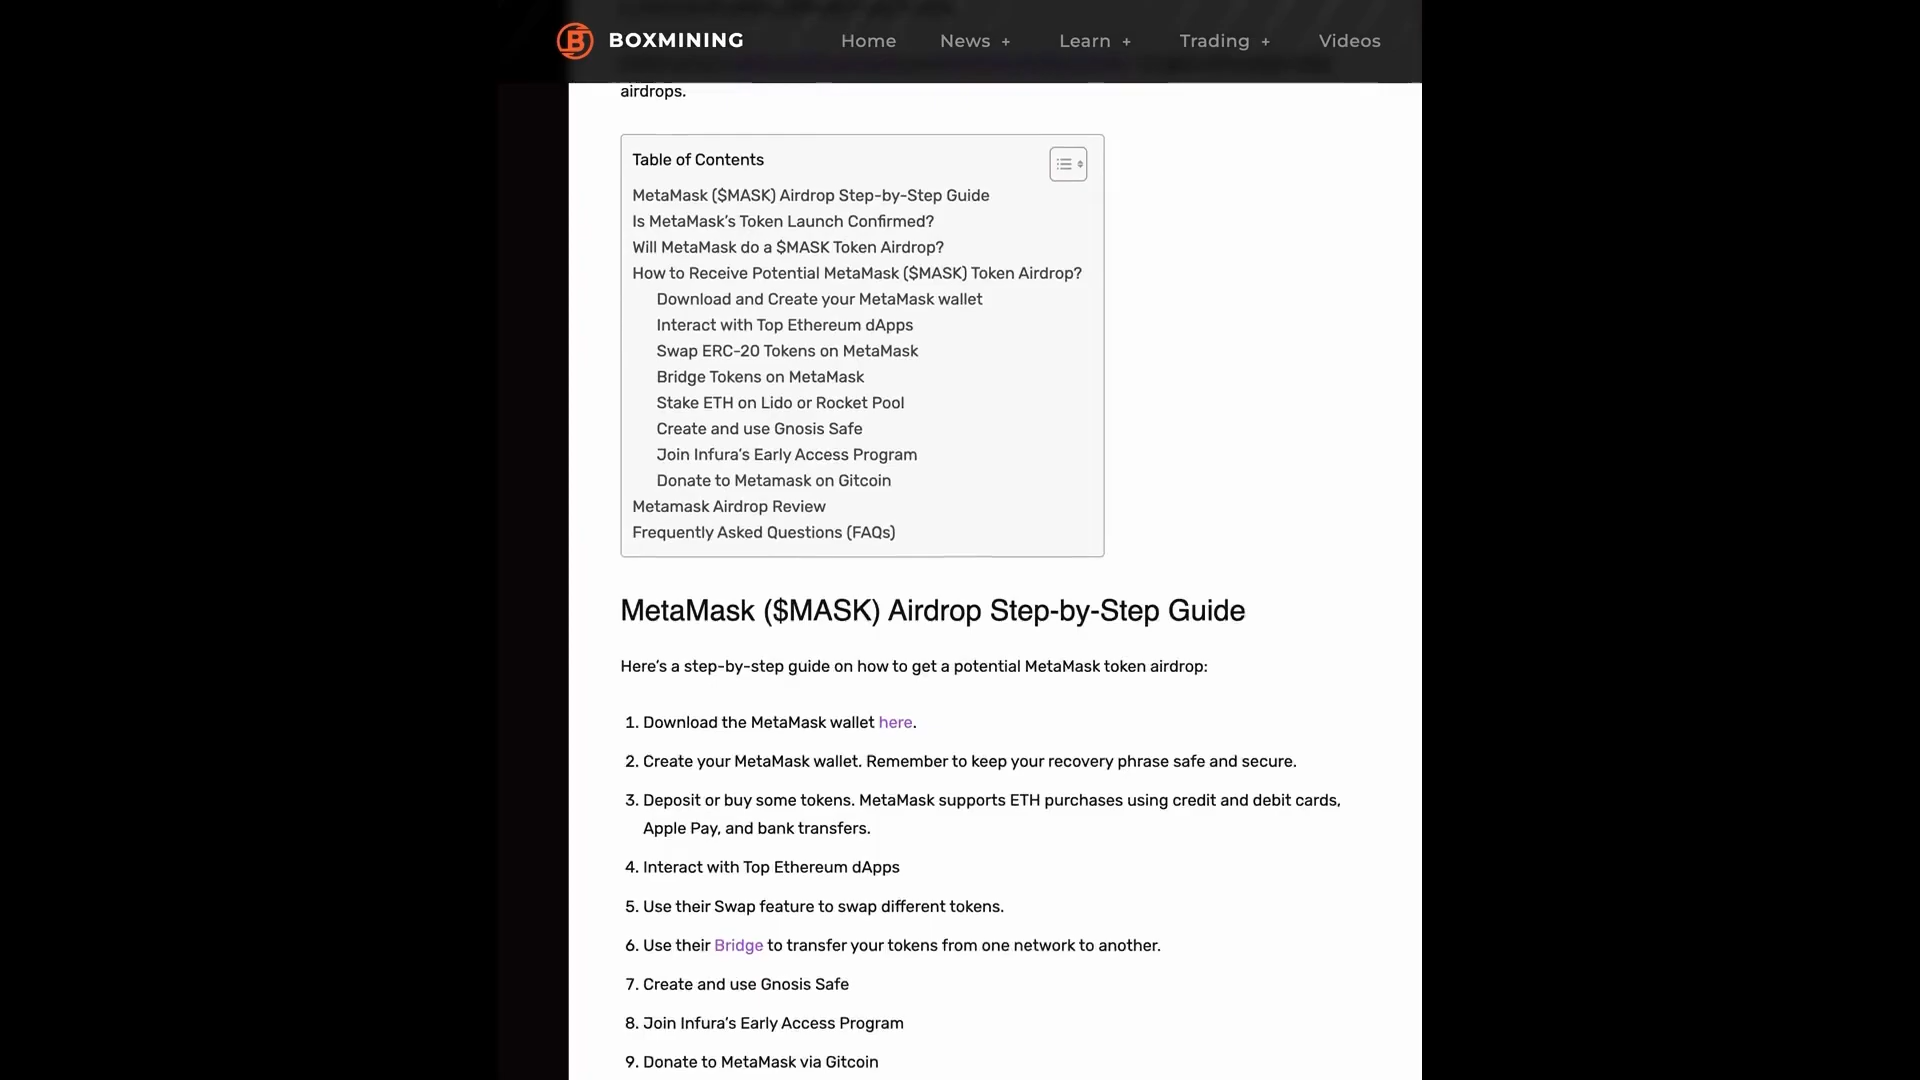 BOXMINING
Home News + Learn + Trading + Videos
airdrops.
Table of Contents
MetaMask ($MASK) Airdrop Step-by-Step Guide
Is MetaMask’s Token Launch Confirmed?
Will MetaMask do a $MASK Token Airdrop?
How to Receive Potential MetaMask ($MASK) Token Airdrop?
Download and Create your MetaMask wallet
Interact with Top Ethereum dApps
Swap ERC-20 Tokens on MetaMask
Bridge Tokens on MetaMask
Stake ETH on Lido or Rocket Pool
Create and use Gnosis Safe
Join Infura’s Early Access Program
Donate to Metamask on Gitcoin
Metamask Airdrop Review
Frequently Asked Questions (FAQs)
MetaMask ($MASK) Airdrop Step-by-Step Guide
Here’s a step-by-step guide on how to get a potential MetaMask token airdrop:
1. Download the MetaMask wallet here.
2. Create your MetaMask wallet. Remember to keep your recovery phrase safe and secure.
3. Deposit or buy some tokens. MetaMask supports ETH purchases using credit and debit cards,
Apple Pay, and bank transfers.
4. Interact with Top Ethereum dApps
5. Use their Swap feature to swap different tokens.
6. Use their Bridge to transfer your tokens from one network to another.
7. Create and use Gnosis Safe
8. Join Infura’s Early Access Program
9. Donate to MetaMask via Gitcoin